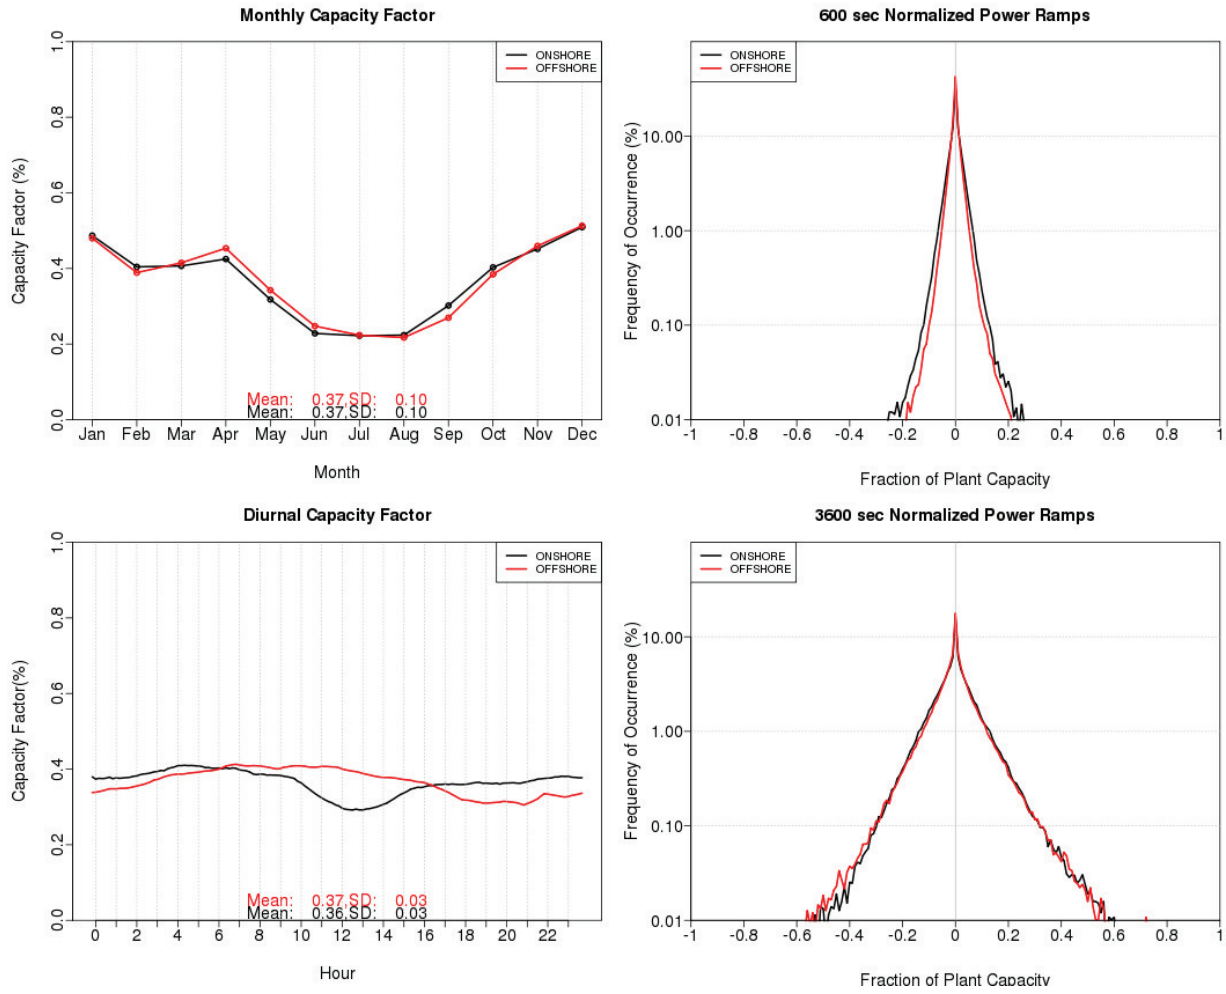 Monthly Capacity Factor
Capacity Factor (%)
1.0
0.8
0.6
0.4
0.2
0.0
ONSHORE
OFFSHORE
Mean: 0.37,SD: 0.10
Mean: 0.37,SD: 0.10
Jan Feb Mar Apr May Jun Jul Aug Sep Oct Nov Dec
Month
600 sec Normalized Power Ramps
Frequency of Occurrence (%)
ONSHORE
OFFSHORE
10.00
1.00
0.10
0.01
-1 -0.8 -0.6 -0.4 -0.2 0 0.2 0.4 0.6 0.8 1
Fraction of Plant Capacity
Diurnal Capacity Factor
Capacity Factor(%)
1.0
0.8
0.6
0.4
0.2
0.0
ONSHORE
OFFSHORE
Mean: 0.37,SD: 0.03
Mean: 0.36,SD: 0.03
0 2 4 6 8 10 12 14 16 18 20 22
Hour
3600 sec Normalized Power Ramps
Frequency of Occurrence (%)
ONSHORE
OFFSHORE
10.00
1.00
0.10
0.01
-1 -0.8 -0.6 -0.4 -0.2 0 0.2 0.4 0.6 0.8 1
Fraction of Plant Capacity